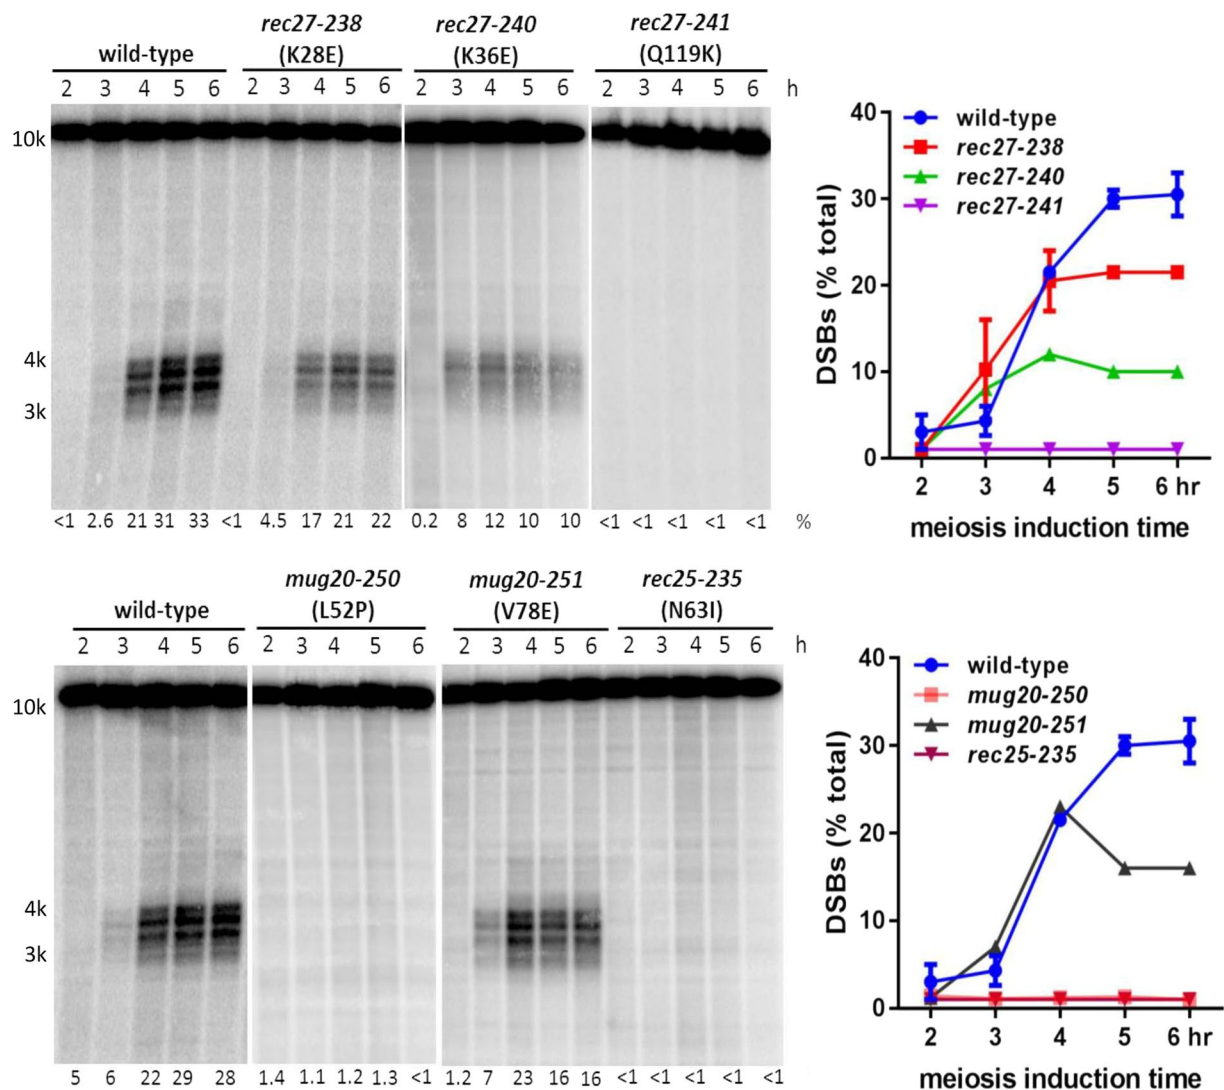 rec27-238 rec27-240 rec27-241
wild-type (K28E) (K36E) (Q119K)
2 3 4 5 6 2 3 4 5 6 2 3 4 5 6 2 3 4 5 6 h
10k
4k
3k
<1 2.6 21 31 33 <1 4.5 17 21 22 0.2 8 12 10 10 <1 <1 <1 <1 <1 %
40
30
20
10
0
DSBs (% total)
wild-type
rec27-238
rec27-240
rec27-241
2 3 4 5 6 hr
meiosis induction time
mug20-250 mug20-251 rec25-235
wild-type (L52P) (V78E) (N63I)
2 3 4 5 6 2 3 4 5 6 2 3 4 5 6 2 3 4 5 6 h
10k
4k
3k
5 6 22 29 28 1.4 1.1 1.2 1.3 <1 1.2 7 23 16 16 <1 <1 <1 <1 <1
40
30
20
10
0
DSBs (% total)
wild-type
mug20-250
mug20-251
rec25-235
2 3 4 5 6 hr
meiosis induction time